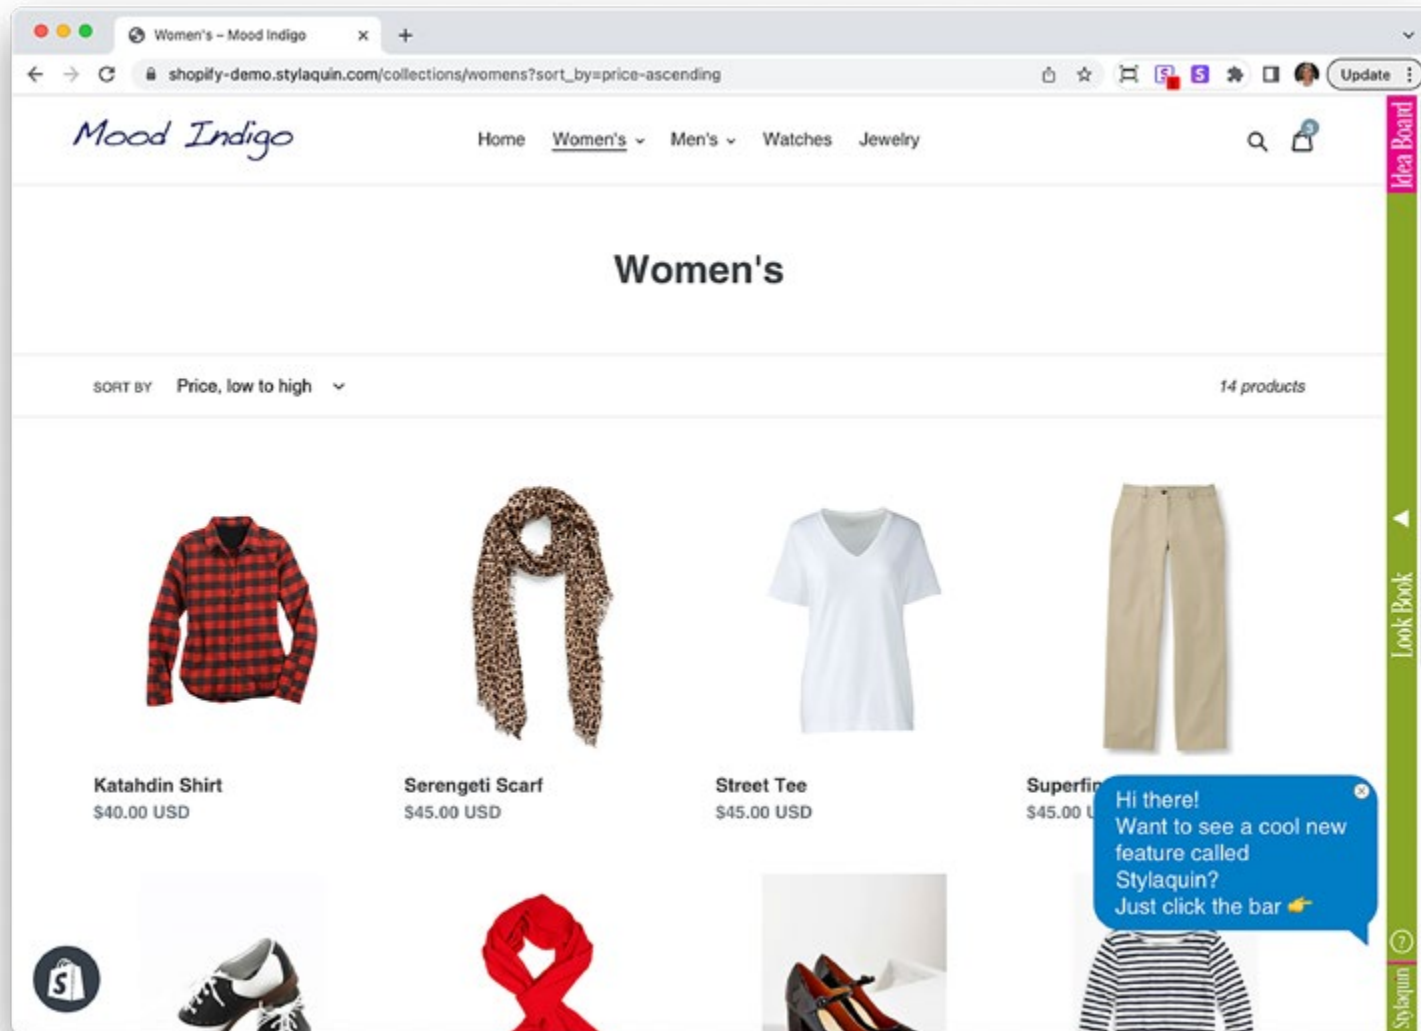 Women's – Mood Indigo
shopify-demo.stylaquin.com/collections/womens?sort_by=price-ascending
Update
Mood Indigo
Home Women's Men's Watches Jewelry
Idea Board
Women's
SORT BY Price, low to high
14 products
Look Book
Katahdin Shirt
$40.00 USD
Serengeti Scarf
$45.00 USD
Street Tee
$45.00 USD
$45.00
Hi there!
Want to see a cool new
feature called
Stylaquin?
Just click the bar 👉
?
Stylaquin